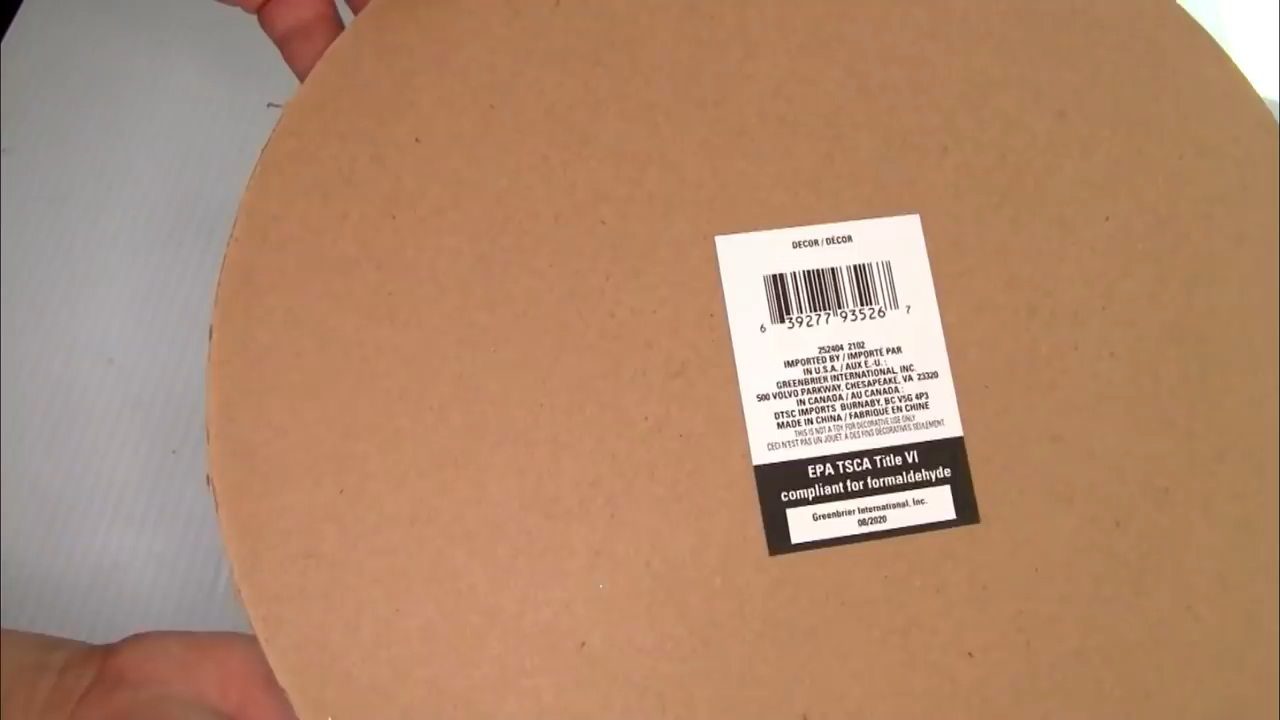 DECOR / DÉCOR
6 39277 93526 7
252404 2102
IMPORTED BY / IMPORTÉ PAR
IN U.S.A. / AUX É.-U. :
GREENBRIER INTERNATIONAL, INC.
500 VOLVO PARKWAY, CHESAPEAKE, VA 23320
IN CANADA / AU CANADA :
DTSC IMPORTS BURNABY, BC V5G 4P3
MADE IN CHINA / FABRIQUÉ EN CHINE
THIS IS NOT A TOY. FOR DECORATIVE USE ONLY.
CECI N'EST PAS UN JOUET. À DES FINS DÉCORATIVES SEULEMENT.
EPA TSCA Title VI
compliant for formaldehyde
Greenbrier International, Inc.
08/2020